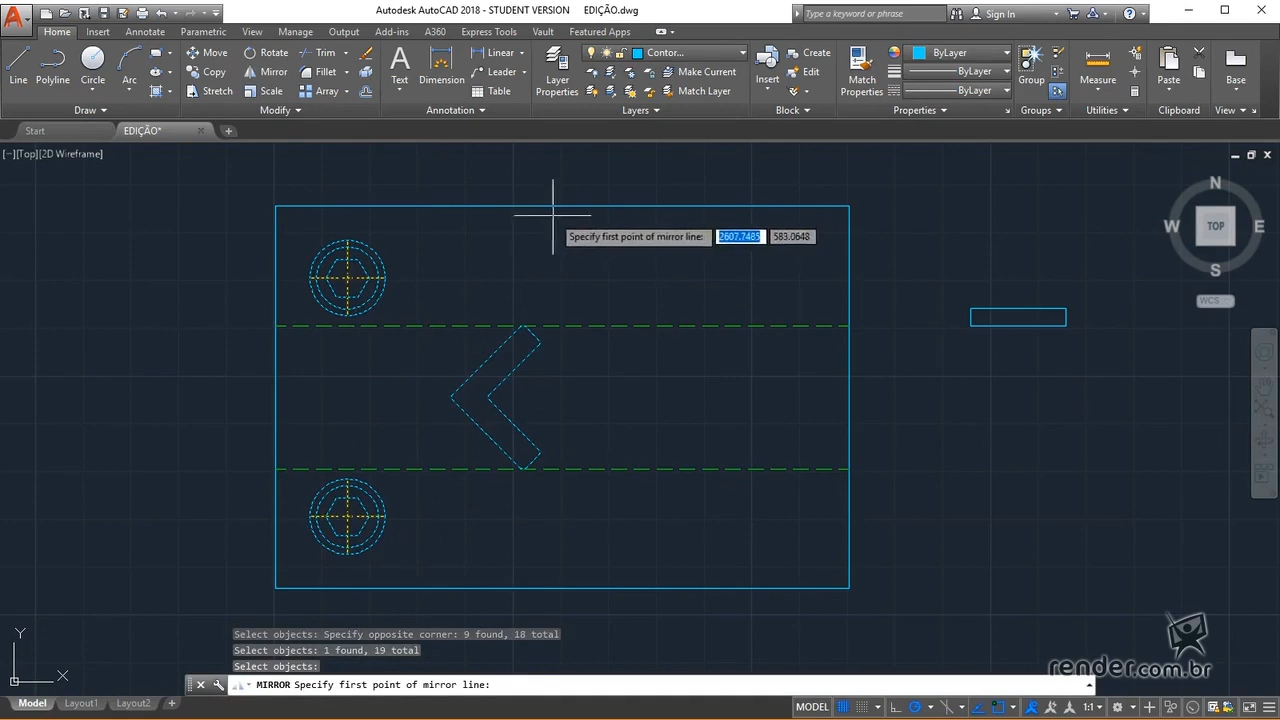 Autodesk AutoCAD 2018 - STUDENT VERSION EDIÇÃO.dwg
Type a keyword or phrase
Sign In
Home Insert Annotate Parametric View Manage Output Add-ins A360 Express Tools Vault Featured Apps
Line Polyline Circle Arc
Move Rotate Trim
Copy Mirror Fillet
Stretch Scale Array
Text Dimension
Linear
Leader
Table
Layer Properties
Contor...
Make Current
Match Layer
Insert
Create
Edit
Match Properties
ByLayer
ByLayer
ByLayer
Group
Measure
Paste
Base
Draw Modify Annotation Layers Block Properties Groups Utilities Clipboard View
Start EDIÇÃO*
[−][Top][2D Wireframe]
N
W TOP E
S
WCS
Specify first point of mirror line: 2607.7485 583.0648
Y
X
Select objects: Specify opposite corner: 9 found, 18 total
Select objects: 1 found, 19 total
Select objects:
MIRROR Specify first point of mirror line:
render.com.br
Model Layout1 Layout2 +
MODEL 1:1